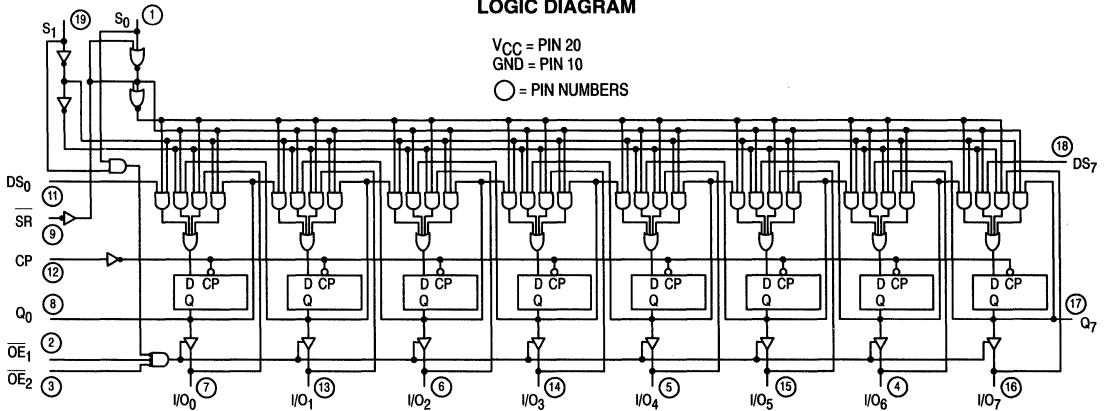 LOGIC DIAGRAM
VCC = PIN 20
GND = PIN 10
◯ = PIN NUMBERS
S1 19 S0 1
18
DS7
DS0
11
SR
9
CP
12
D CP D CP D CP D CP D CP D CP D CP D CP
Q Q Q Q Q Q Q Q
8
Q0
17
Q7
2
OE1
OE2
3
7 13 6 14 5 15 4 16
I/O0 I/O1 I/O2 I/O3 I/O4 I/O5 I/O6 I/O7